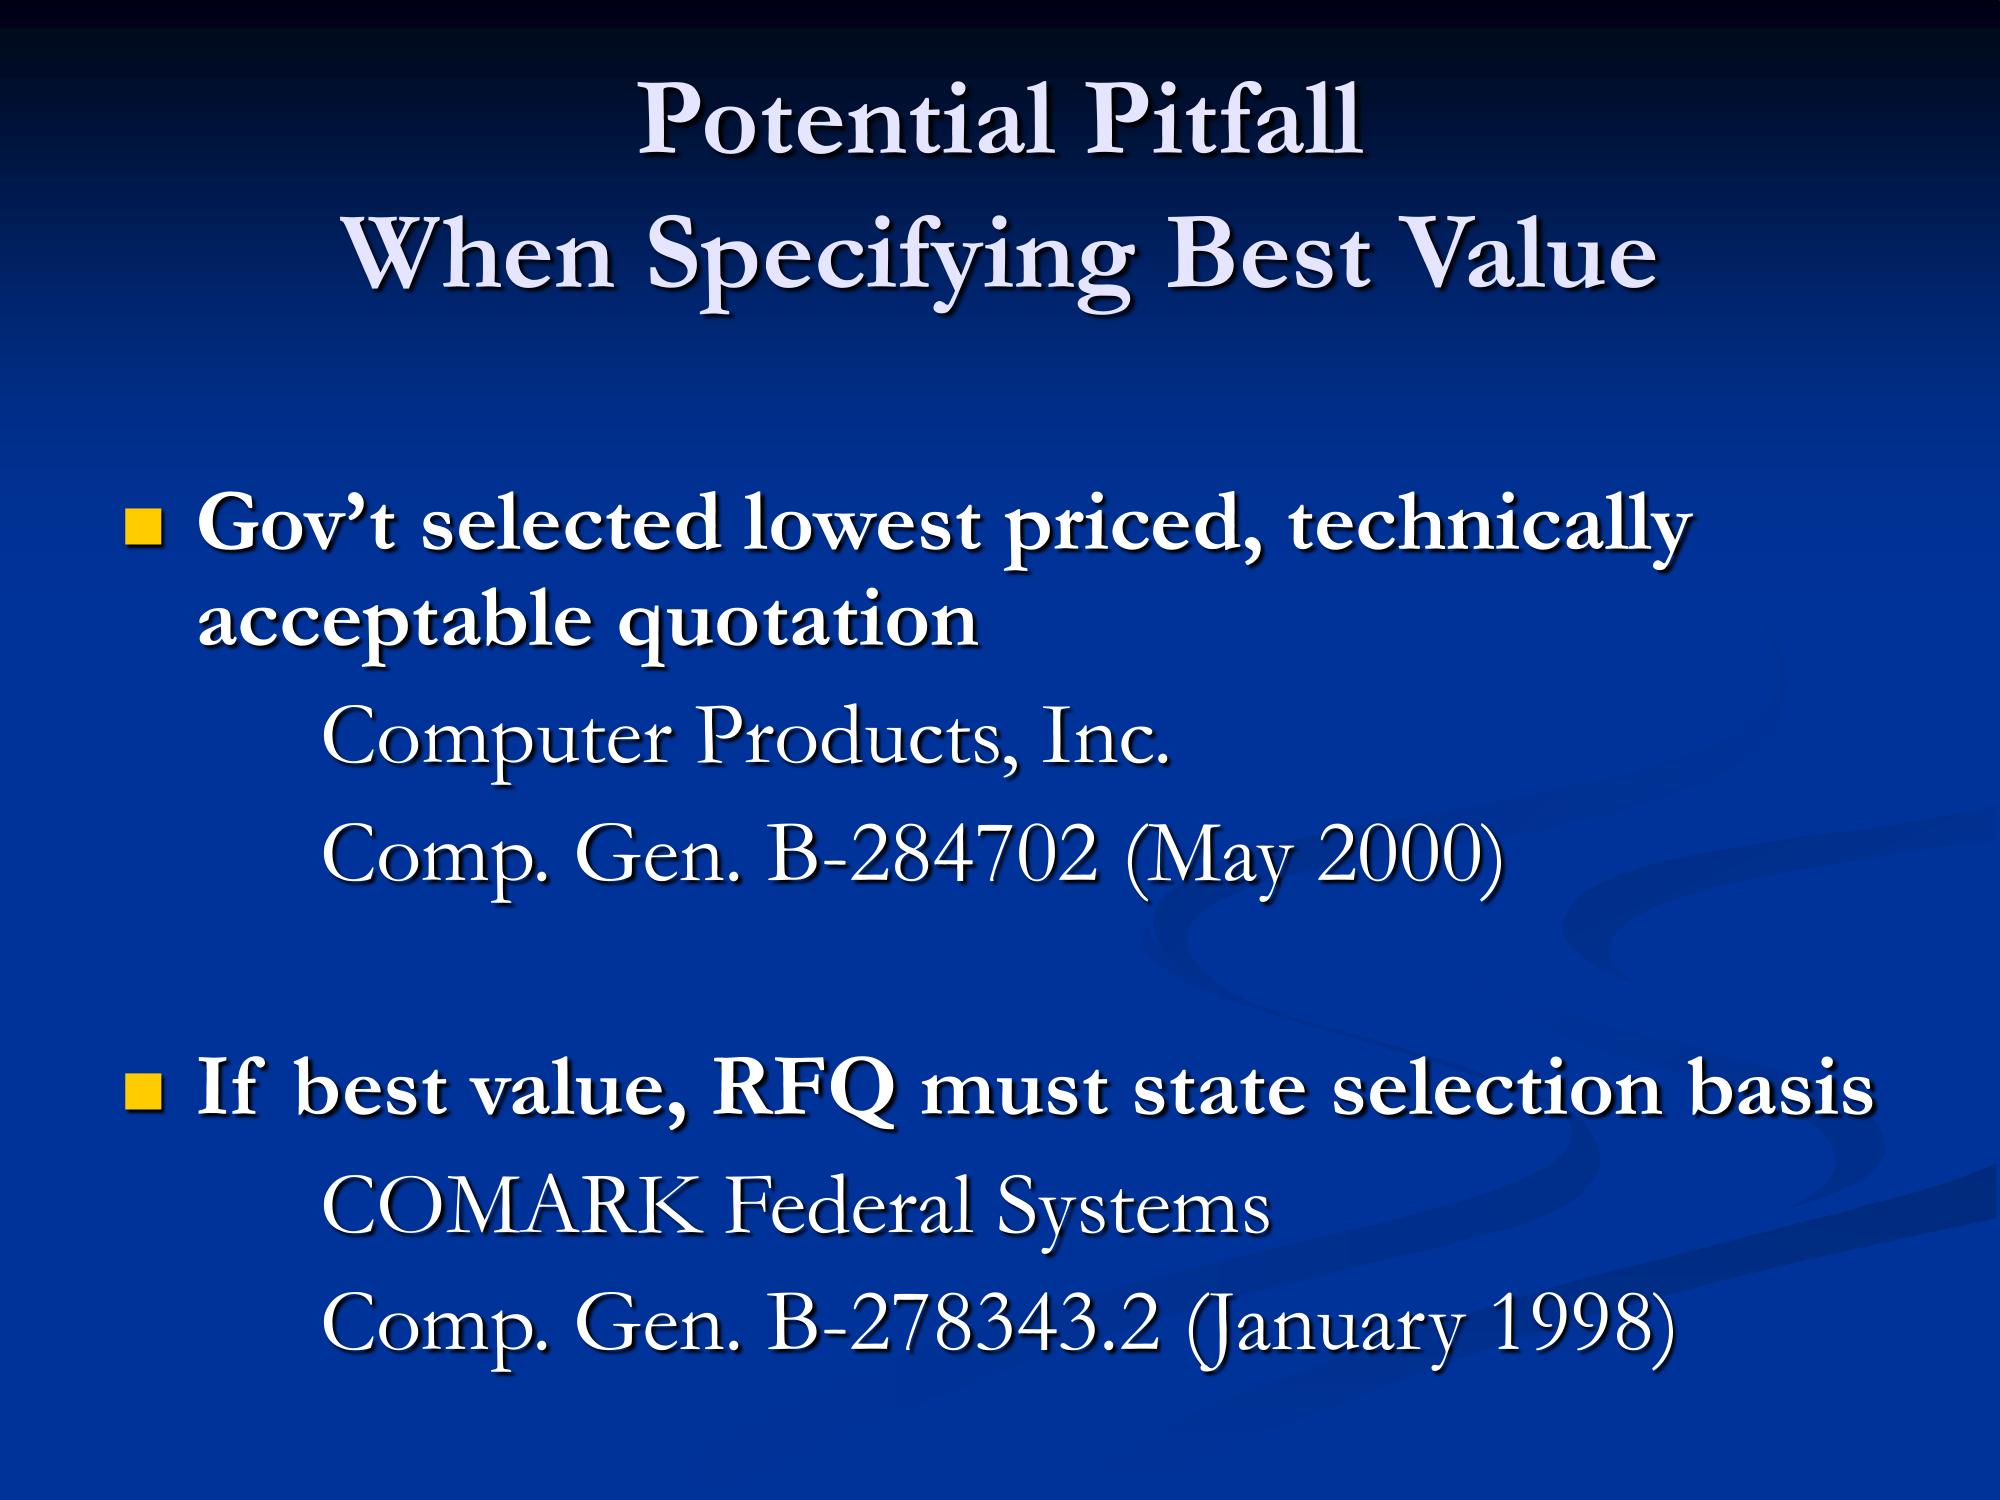 Potential Pitfall
When Specifying Best Value
Gov’t selected lowest priced, technically
acceptable quotation
Computer Products, Inc.
Comp. Gen. B-284702 (May 2000)
If best value, RFQ must state selection basis
COMARK Federal Systems
Comp. Gen. B-278343.2 (January 1998)